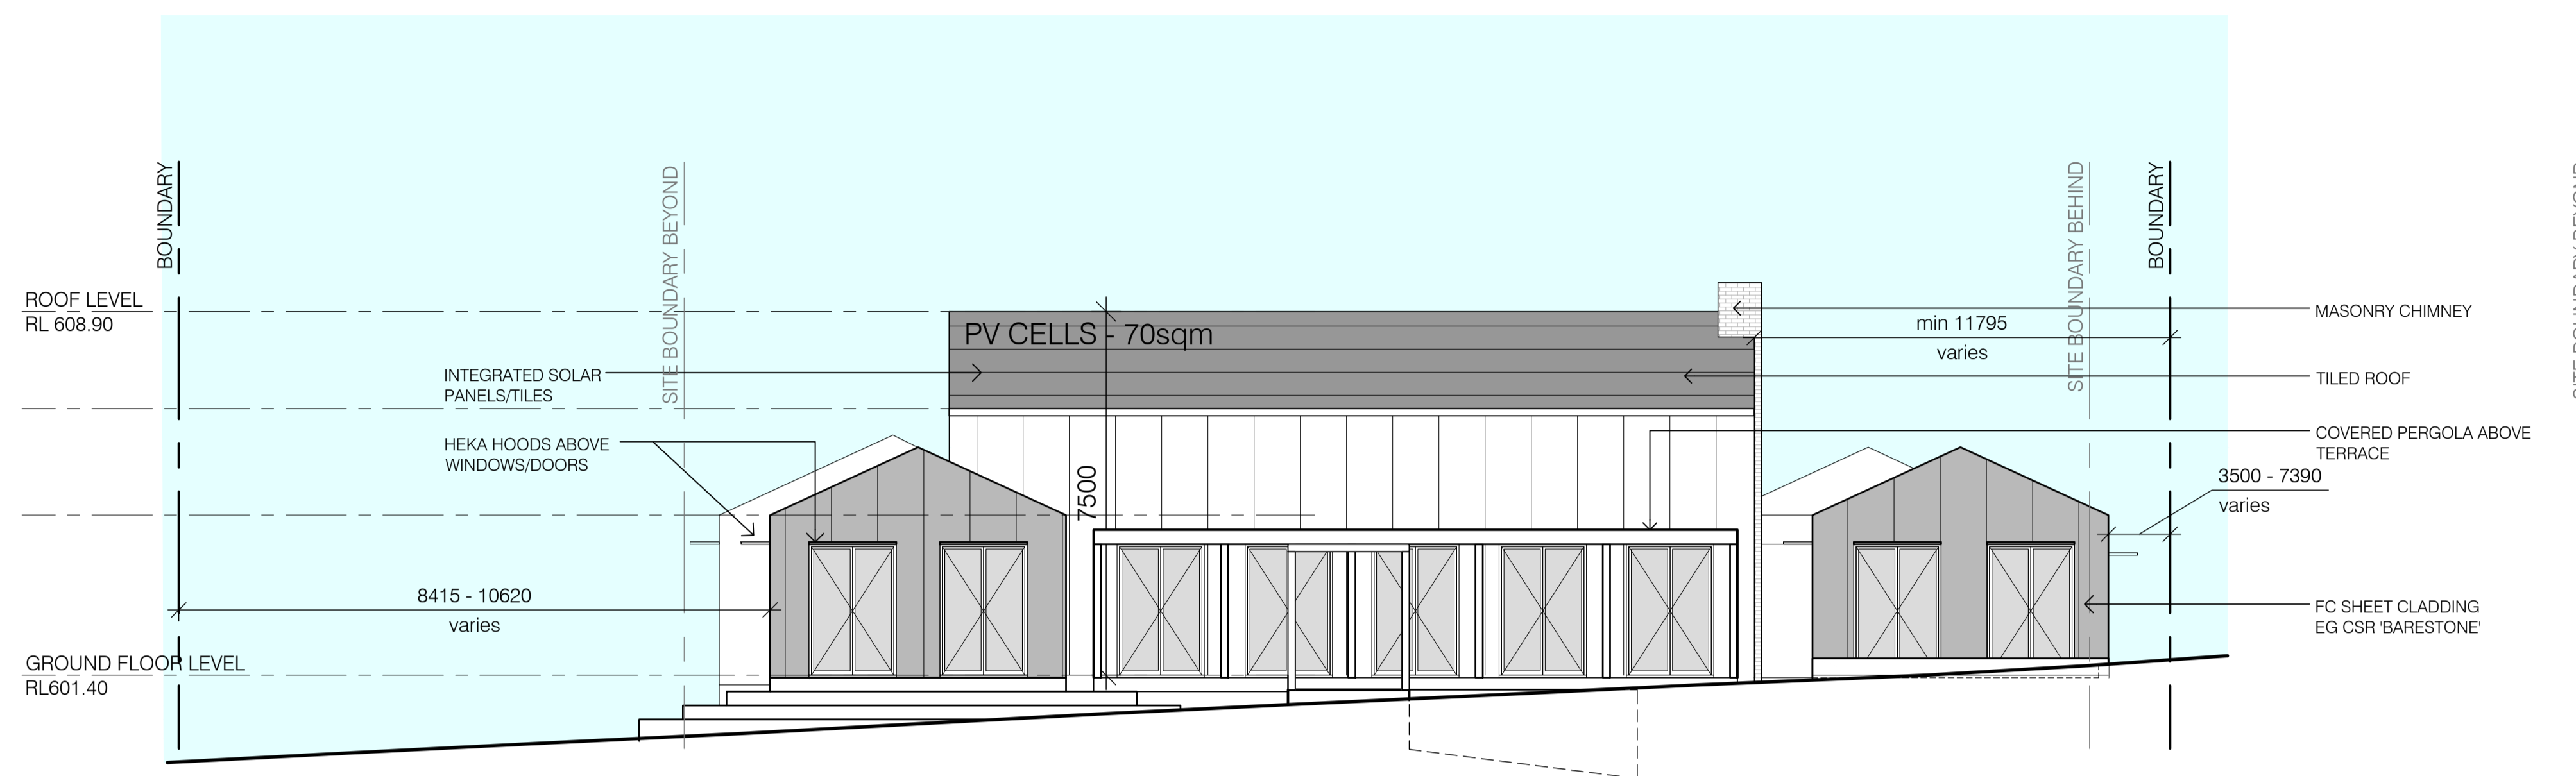 BOUNDARY
SITE BOUNDARY BEYOND
SITE BOUNDARY BEHIND
BOUNDARY
ROOF LEVEL
RL 608.90
PV CELLS - 70sqm
MASONRY CHIMNEY
min 11795
varies
INTEGRATED SOLAR
PANELS/TILES
TILED ROOF
HEKA HOODS ABOVE
WINDOWS/DOORS
COVERED PERGOLA ABOVE
TERRACE
7500
3500 - 7390
varies
8415 - 10620
varies
FC SHEET CLADDING
EG CSR 'BARESTONE'
GROUND FLOOR LEVEL
RL601.40